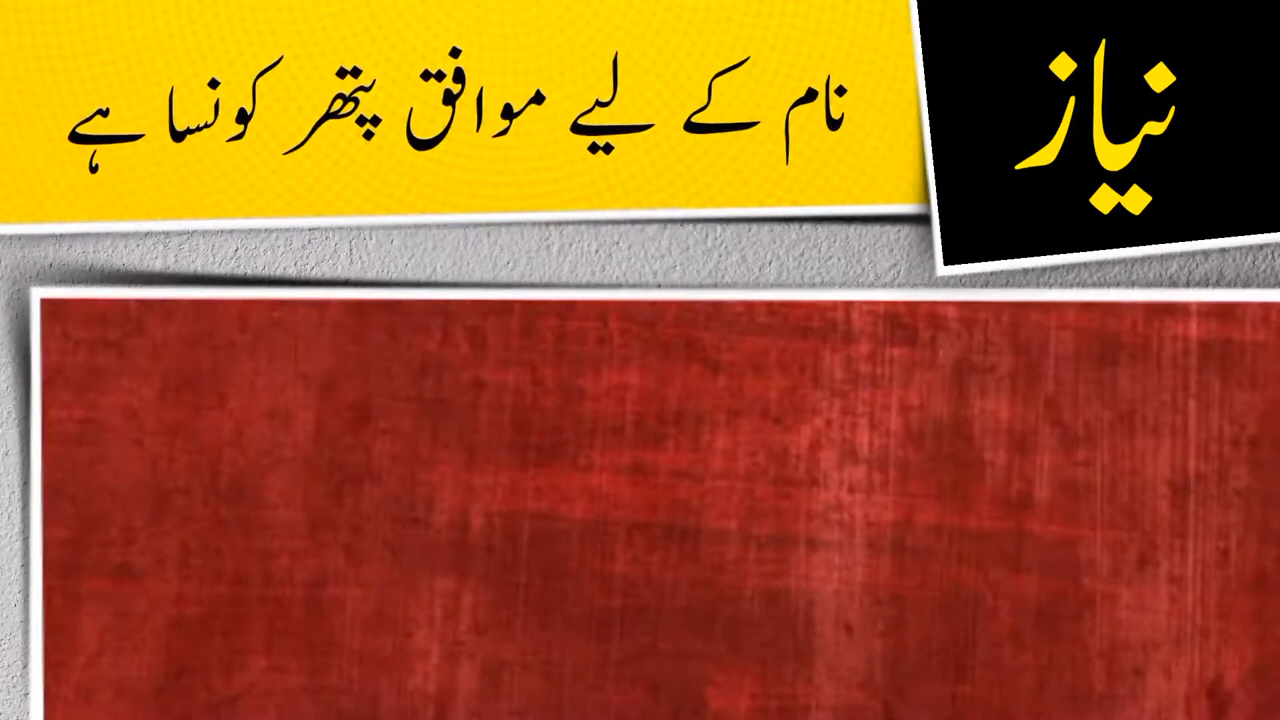 نیاز
نام کے لیے موافق پتھر کونسا ہے